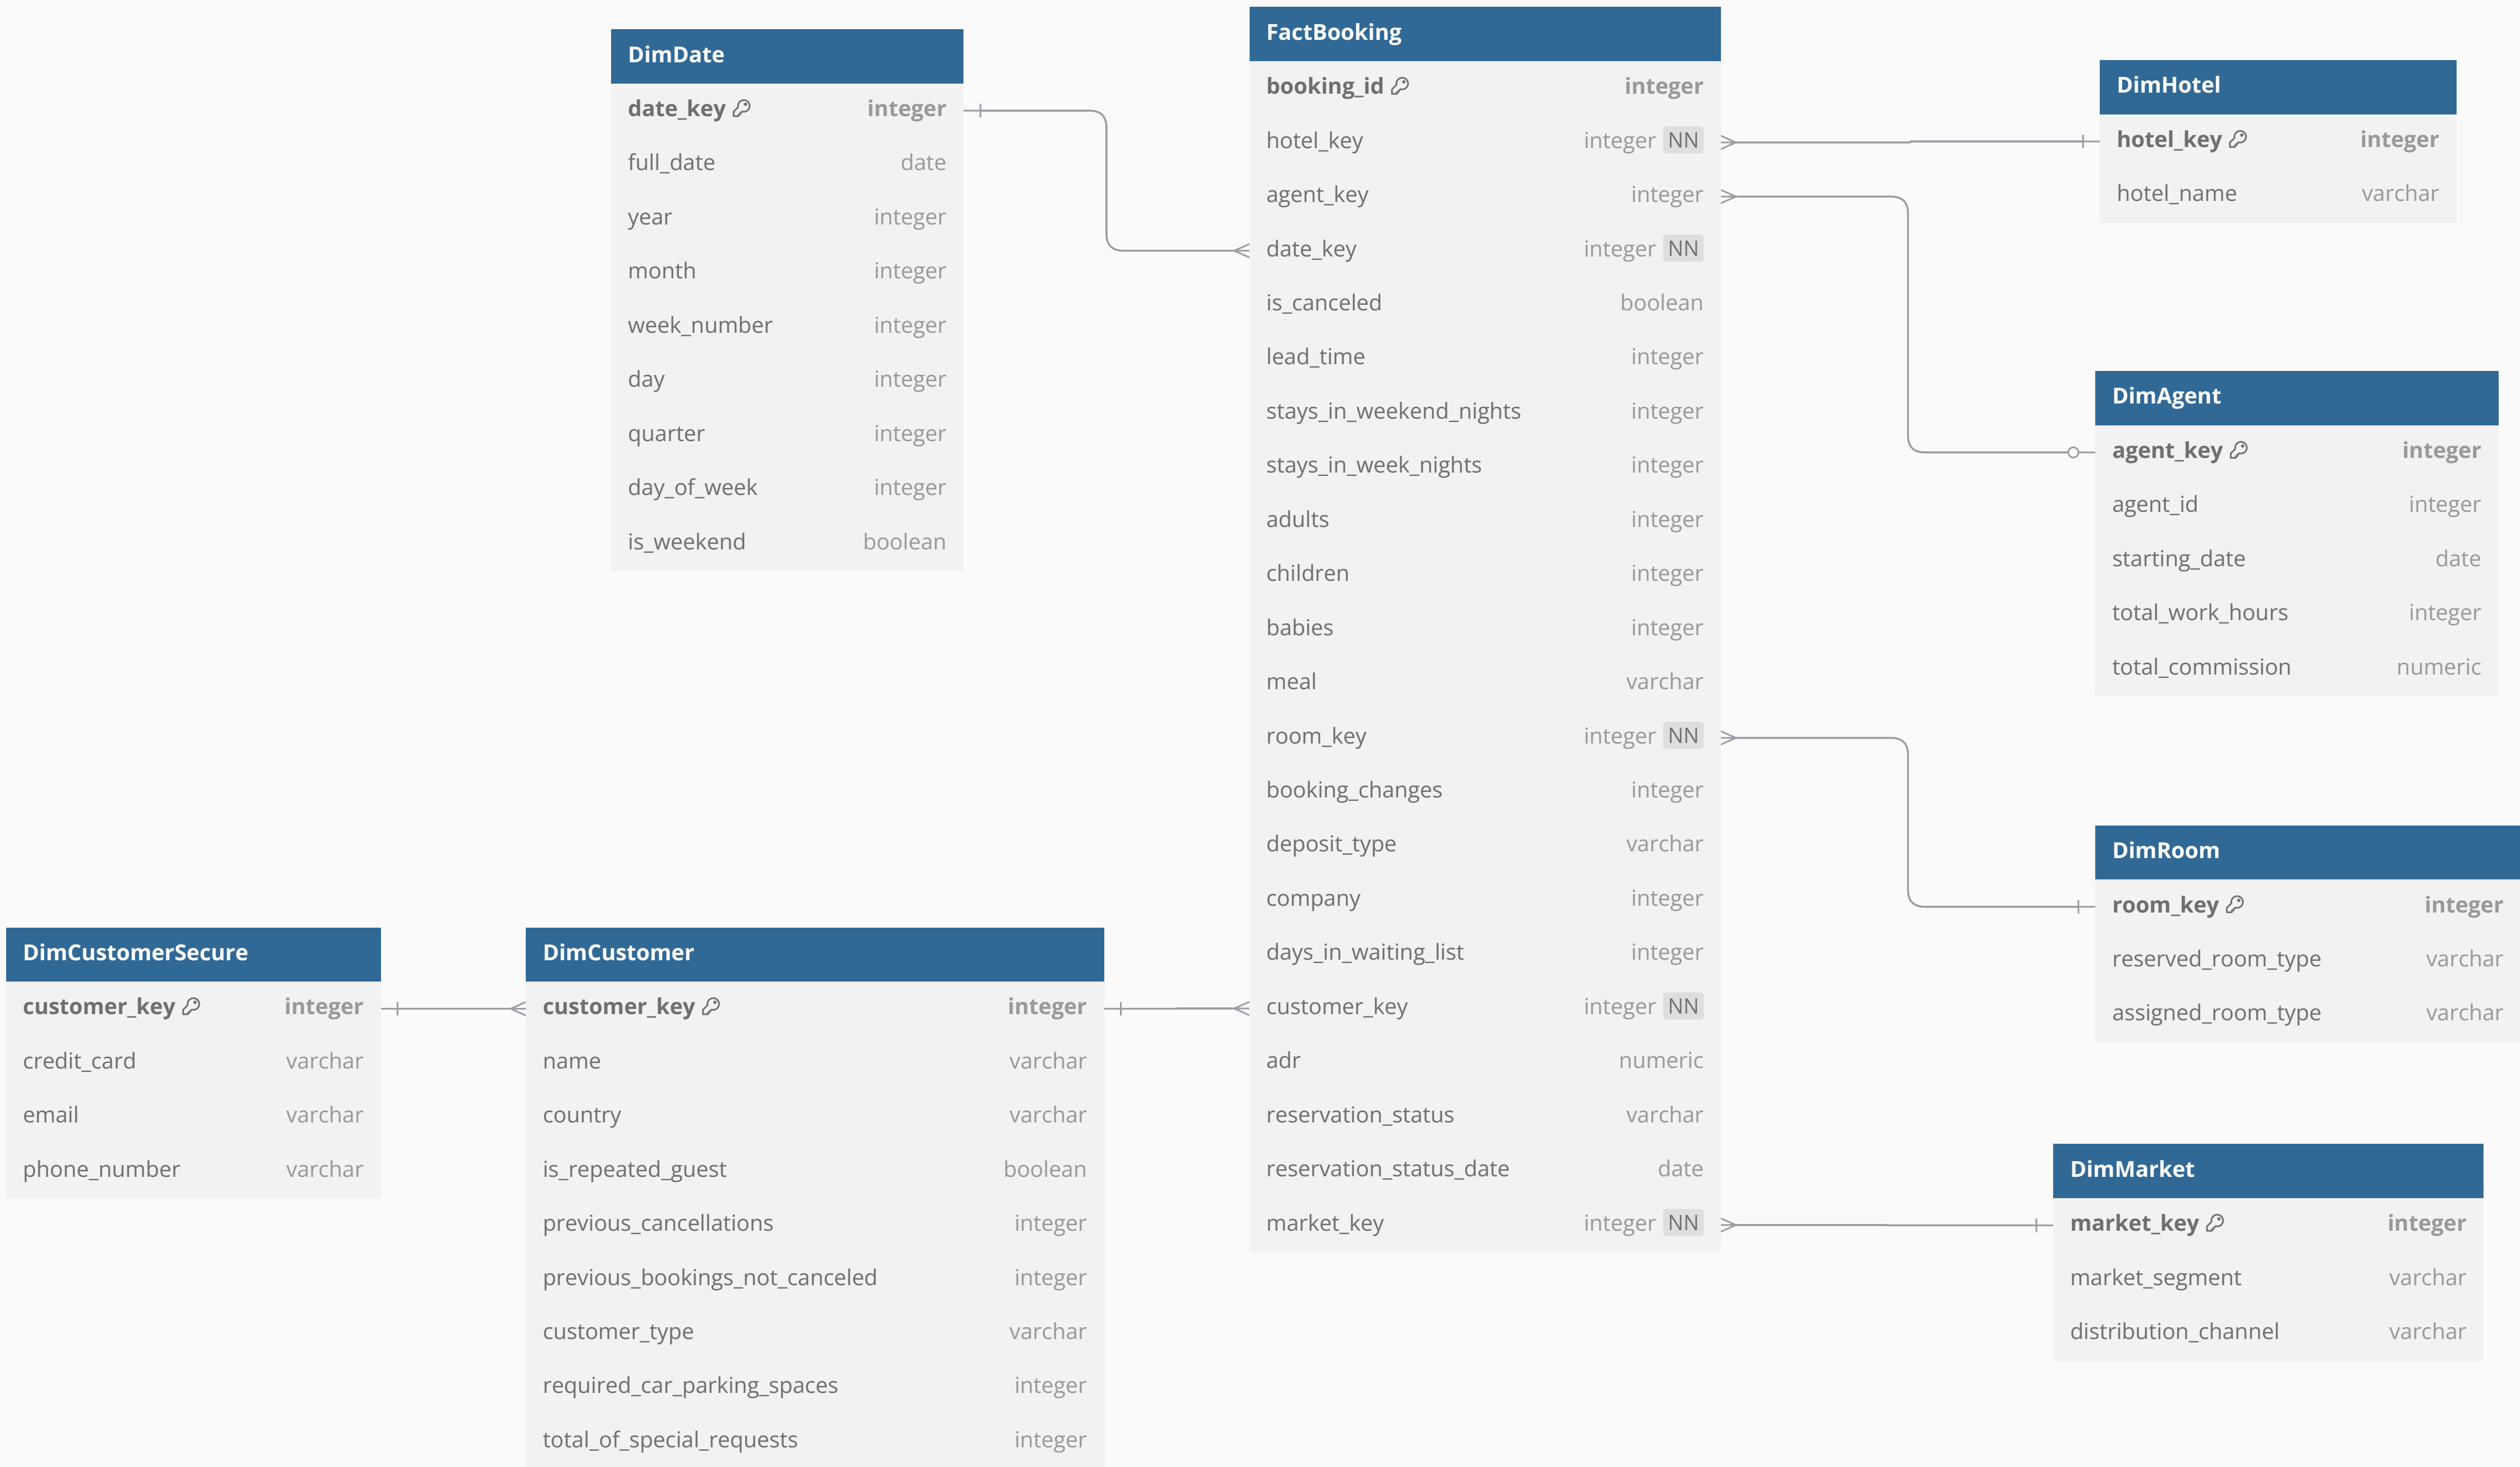 DimDate
date_key integer
full_date date
year integer
month integer
week_number integer
day integer
quarter integer
day_of_week integer
is_weekend boolean
FactBooking
booking_id integer
hotel_key integer NN
agent_key integer
date_key integer NN
is_canceled boolean
lead_time integer
stays_in_weekend_nights integer
stays_in_week_nights integer
adults integer
children integer
babies integer
meal varchar
room_key integer NN
booking_changes integer
deposit_type varchar
company integer
days_in_waiting_list integer
customer_key integer NN
adr numeric
reservation_status varchar
reservation_status_date date
market_key integer NN
DimHotel
hotel_key integer
hotel_name varchar
DimAgent
agent_key integer
agent_id integer
starting_date date
total_work_hours integer
total_commission numeric
DimRoom
room_key integer
reserved_room_type varchar
assigned_room_type varchar
DimMarket
market_key integer
market_segment varchar
distribution_channel varchar
DimCustomerSecure
customer_key integer
credit_card varchar
email varchar
phone_number varchar
DimCustomer
customer_key integer
name varchar
country varchar
is_repeated_guest boolean
previous_cancellations integer
previous_bookings_not_canceled integer
customer_type varchar
required_car_parking_spaces integer
total_of_special_requests integer